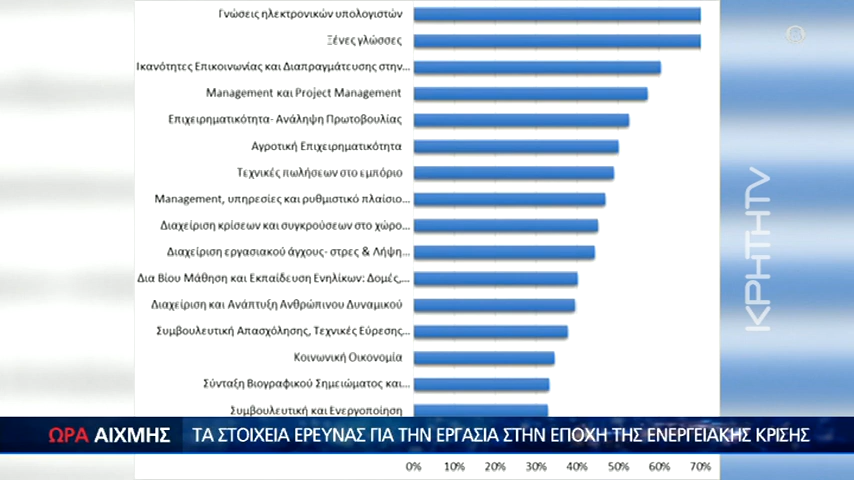 Γνώσεις ηλεκτρονικών υπολογιστών
Ξένες γλώσσες
Ικανότητες Επικοινωνίας και Διαπραγμάτευσης στην...
Management και Project Management
Επιχειρηματικότητα- Ανάληψη Πρωτοβουλίας
Αγροτική Επιχειρηματικότητα
Τεχνικές πωλήσεων στο εμπόριο
Management, υπηρεσίες και ρυθμιστικό πλαίσιο...
Διαχείριση κρίσεων και συγκρούσεων στο χώρο...
Διαχείριση εργασιακού άγχους- στρες & Λήψη...
Δια Βίου Μάθηση και Εκπαίδευση Ενηλίκων: Δομές,...
Διαχείριση και Ανάπτυξη Ανθρώπινου Δυναμικού
Συμβουλευτική Απασχόλησης, Τεχνικές Εύρεσης...
Κοινωνική Οικονομία
Σύνταξη Βιογραφικού Σημειώματος και...
Συμβουλευτική και Ενεργοποίηση
ΚΡΗΤΗTV
ΩΡΑ ΑΙΧΜΗΣ ΤΑ ΣΤΟΙΧΕΙΑ ΕΡΕΥΝΑΣ ΓΙΑ ΤΗΝ ΕΡΓΑΣΙΑ ΣΤΗΝ ΕΠΟΧΗ ΤΗΣ ΕΝΕΡΓΕΙΑΚΗΣ ΚΡΙΣΗΣ
0% 10% 20% 30% 40% 50% 60% 70%